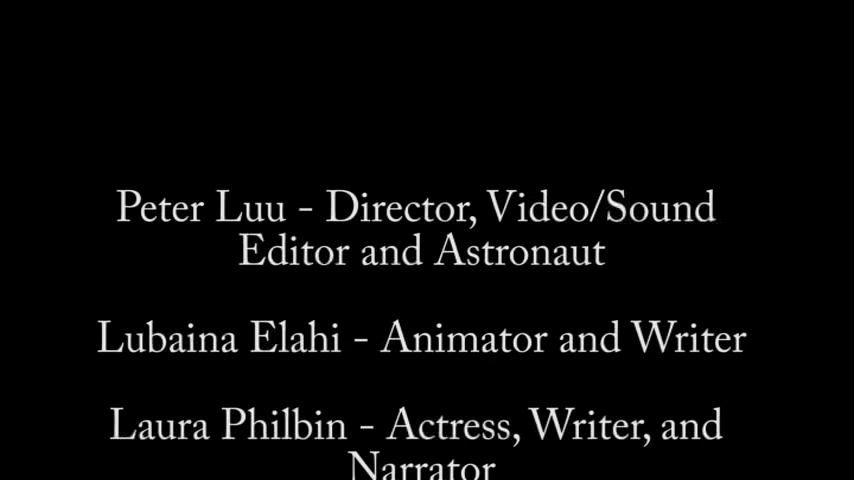 Peter Luu - Director, Video/Sound
Editor and Astronaut
Lubaina Elahi - Animator and Writer
Laura Philbin - Actress, Writer, and
Narrator